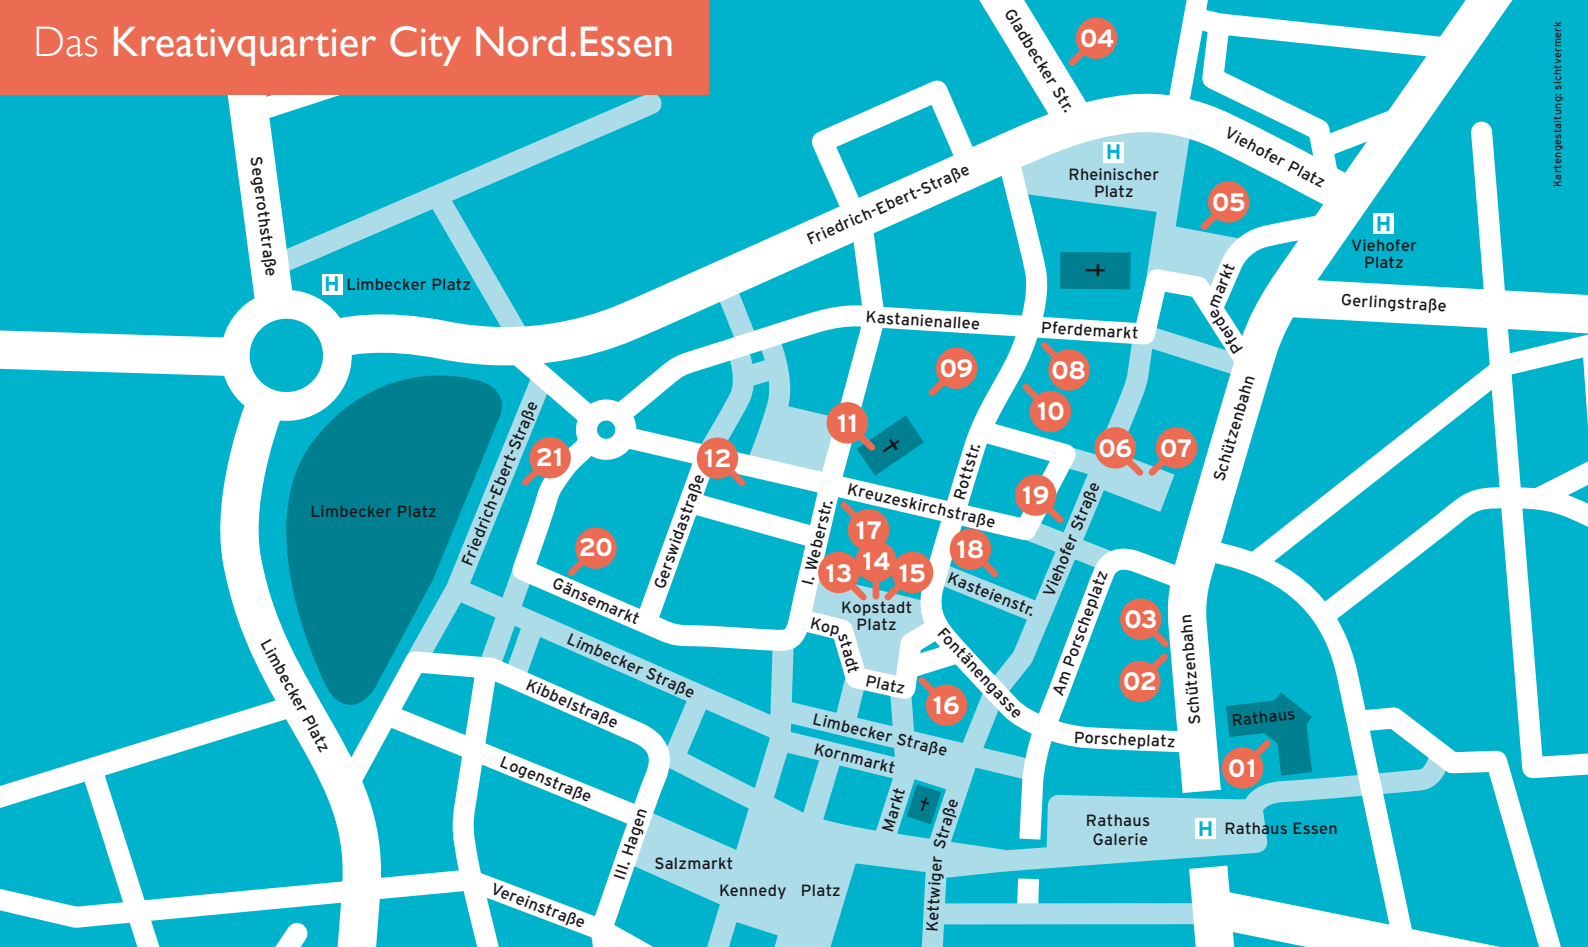 Das Kreativquartier City Nord.Essen
Kartengestaltung: sichtvermerk
Gladbecker Str.
04
Segerothstraße
H Limbecker Platz
Friedrich-Ebert-Straße
H
Rheinischer
Platz
Viehofer Platz
05
H
Viehofer
Platz
Gerlingstraße
Pferdemarkt
Kastanienallee
Pferdemarkt
09
08
10
11
12
21
06
07
Schützenbahn
Limbecker Platz
Friedrich-Ebert-Straße
Gerswidastraße
I. Weberstr.
Kreuzeskirchstraße
Rottstr.
19
Viehofer Straße
17
18
20
13
14
15
Kasteienstr.
Gänsemarkt
Kopstadt
Platz
Kopstadt
Platz
Fontänengasse
Am Porscheplatz
03
02
Schützenbahn
16
Limbecker Platz
Limbecker Straße
Kibbelstraße
Limbecker Straße
Kornmarkt
Porscheplatz
Rathaus
01
Logenstraße
Markt
III. Hagen
Kettwiger Straße
Rathaus
Galerie
H Rathaus Essen
Salzmarkt
Kennedy Platz
Vereinstraße